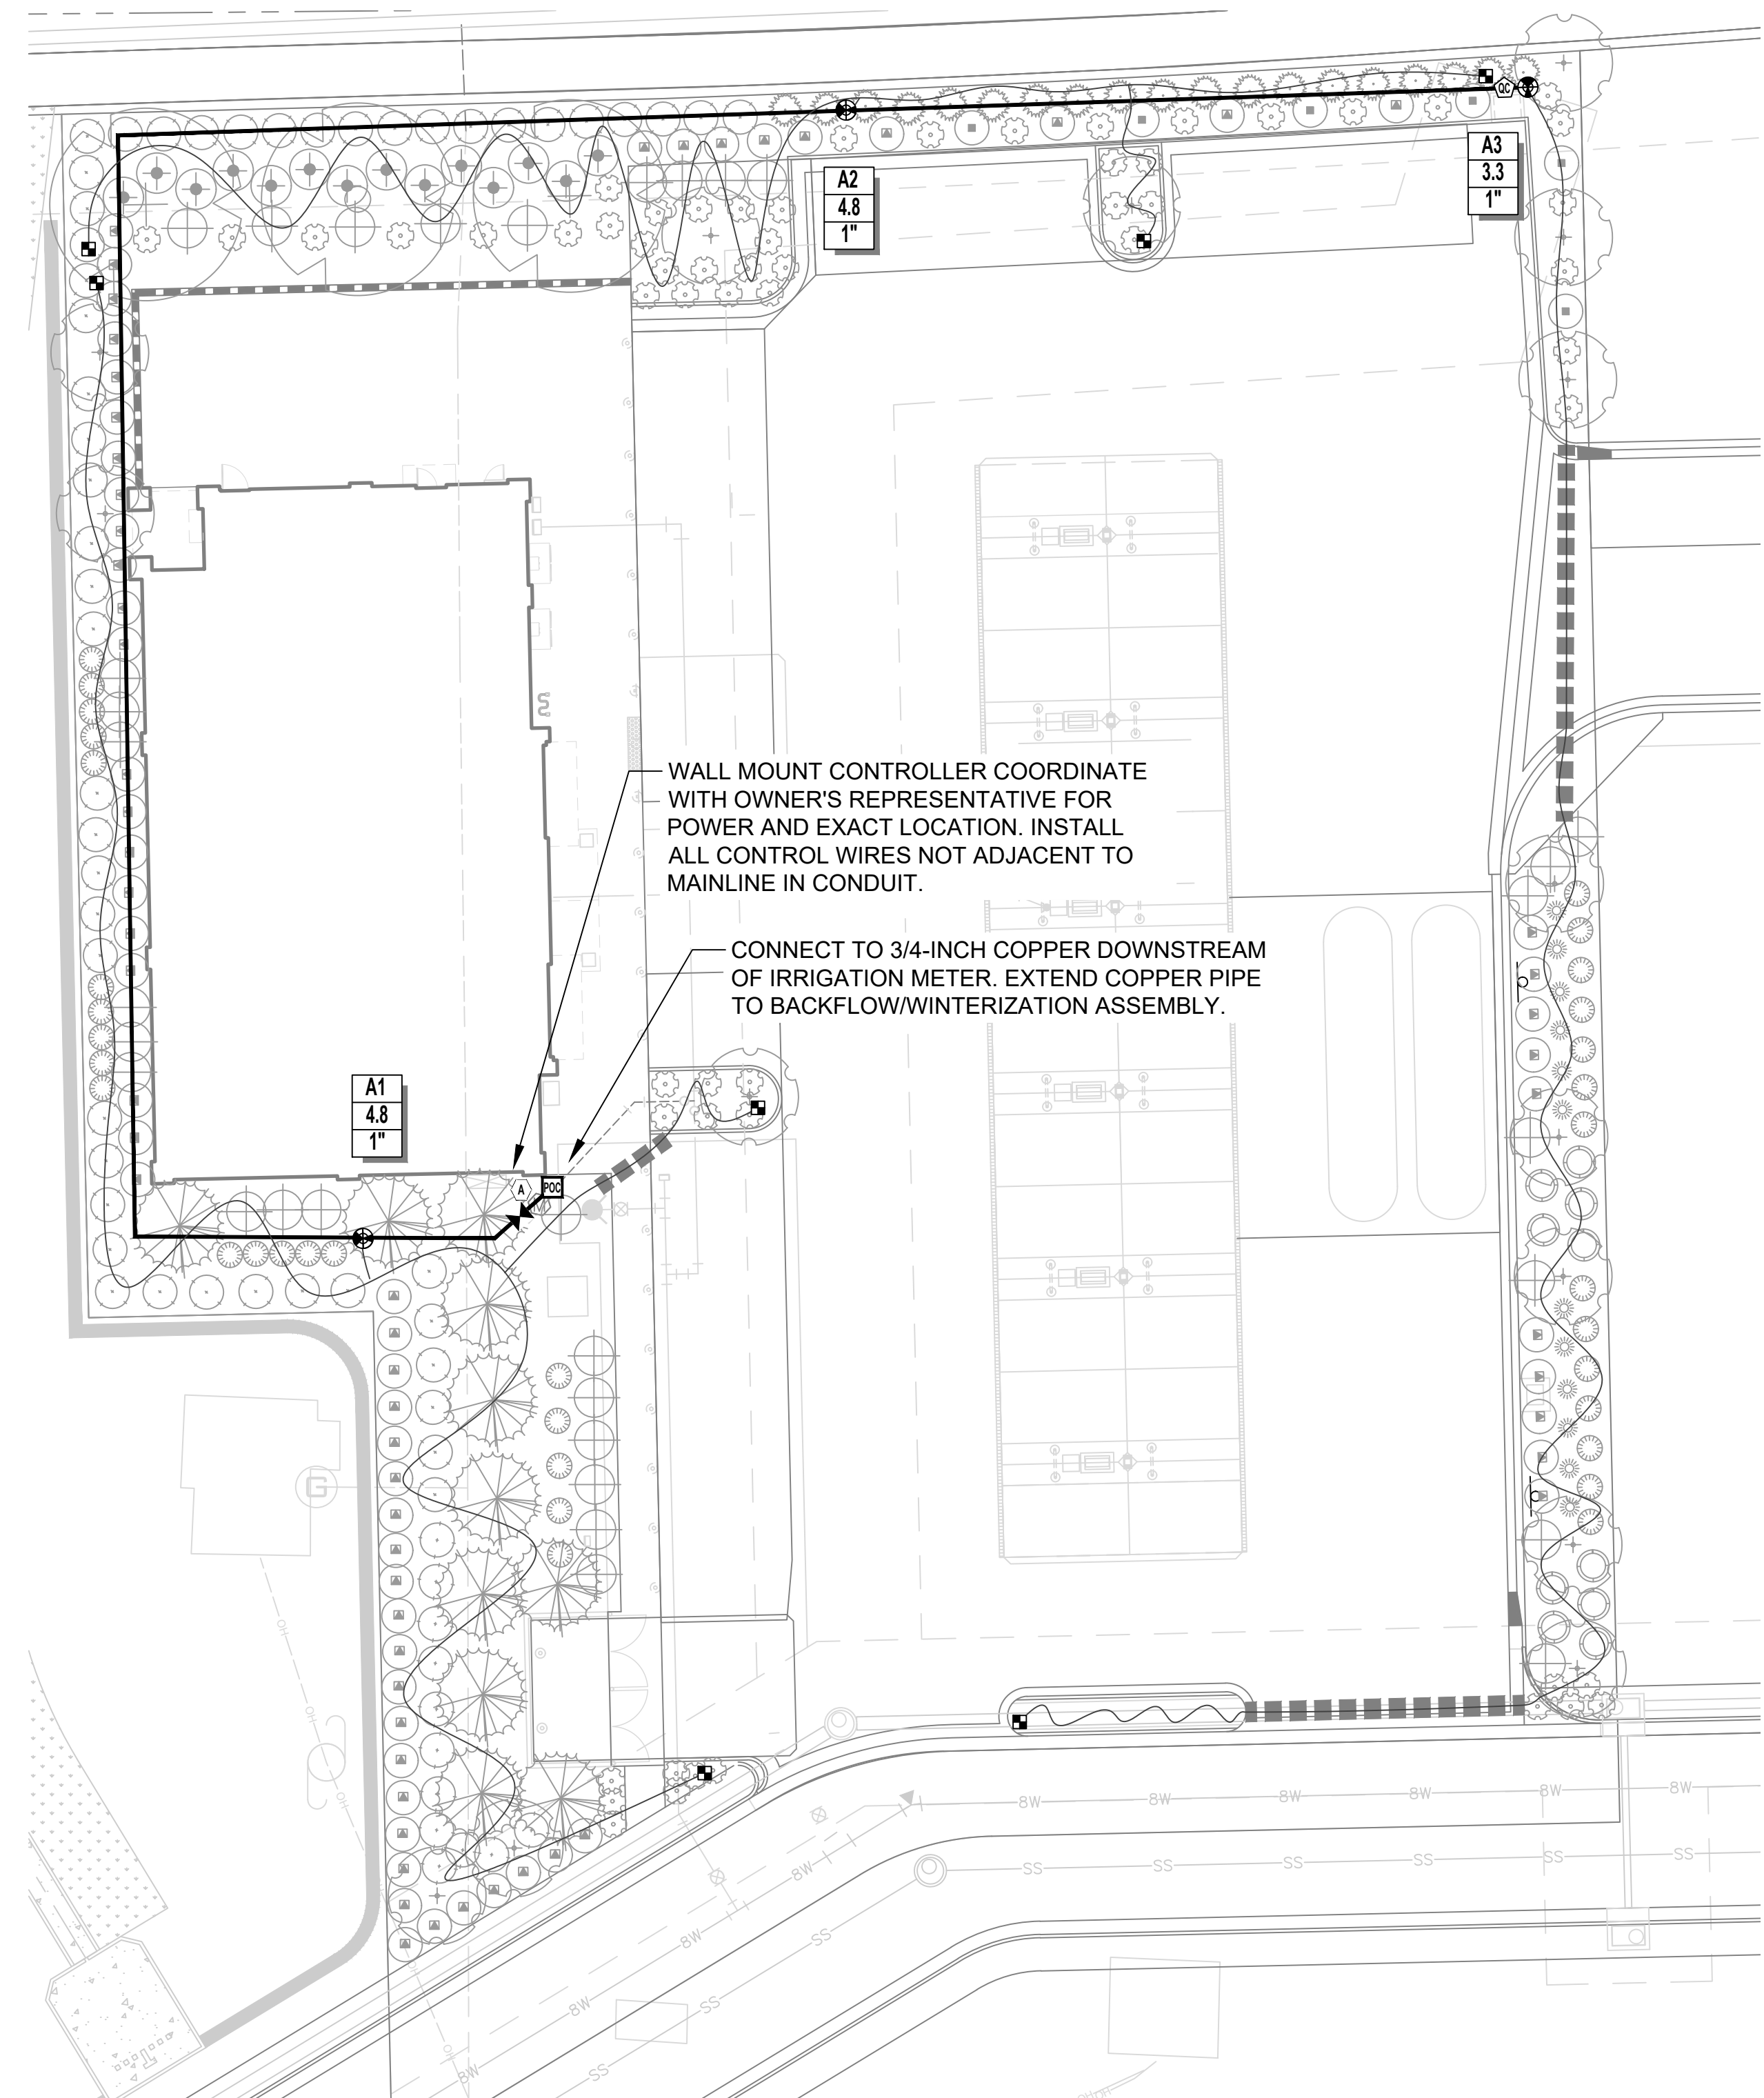 QC
A3
3.3
1"
A2
4.8
1"
WALL MOUNT CONTROLLER COORDINATE
WITH OWNER'S REPRESENTATIVE FOR
POWER AND EXACT LOCATION. INSTALL
ALL CONTROL WIRES NOT ADJACENT TO
MAINLINE IN CONDUIT.
CONNECT TO 3/4-INCH COPPER DOWNSTREAM
OF IRRIGATION METER. EXTEND COPPER PIPE
TO BACKFLOW/WINTERIZATION ASSEMBLY.
A1
4.8
1"
A
M
POC
G
OH
OH
OH
8W
8W
8W
8W
8W
8W
8W
8W
8W
8W
SS
SS
SS
SS
SS
SS
SS
SS
SS
T